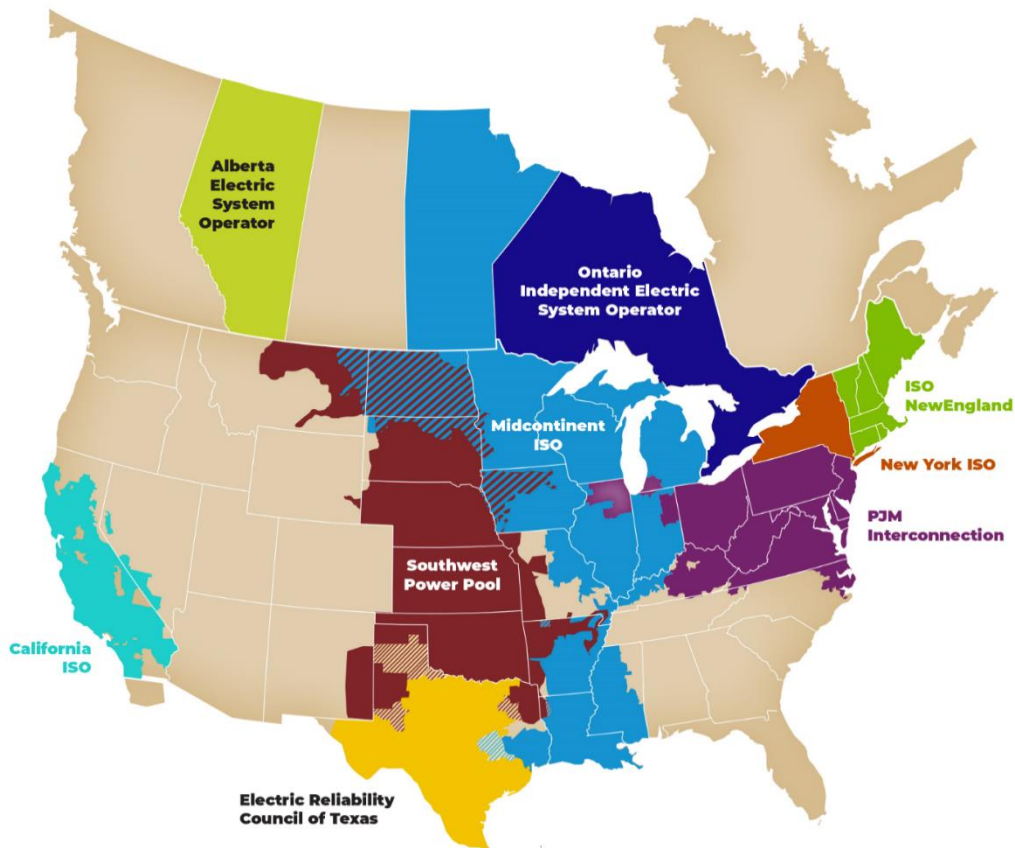 Alberta
Electric
System
Operator
Ontario
Independent Electric
System Operator
ISO
NewEngland
Midcontinent
ISO
New York ISO
PJM
Interconnection
Southwest
Power Pool
California
ISO
Electric Reliability
Council of Texas